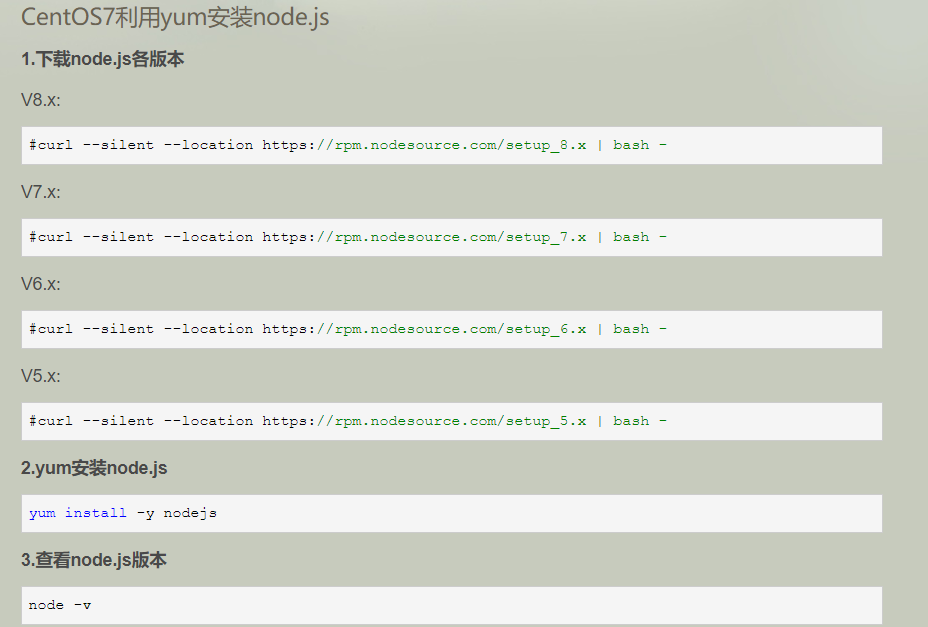 CentOS7利用yum安装node.js
1.下载node.js各版本
V8.x:
#curl --silent --location https://rpm.nodesource.com/setup_8.x | bash -
V7.x:
#curl --silent --location https://rpm.nodesource.com/setup_7.x | bash -
V6.x:
#curl --silent --location https://rpm.nodesource.com/setup_6.x | bash -
V5.x:
#curl --silent --location https://rpm.nodesource.com/setup_5.x | bash -
2.yum安装node.js
yum install -y nodejs
3.查看node.js版本
node -v